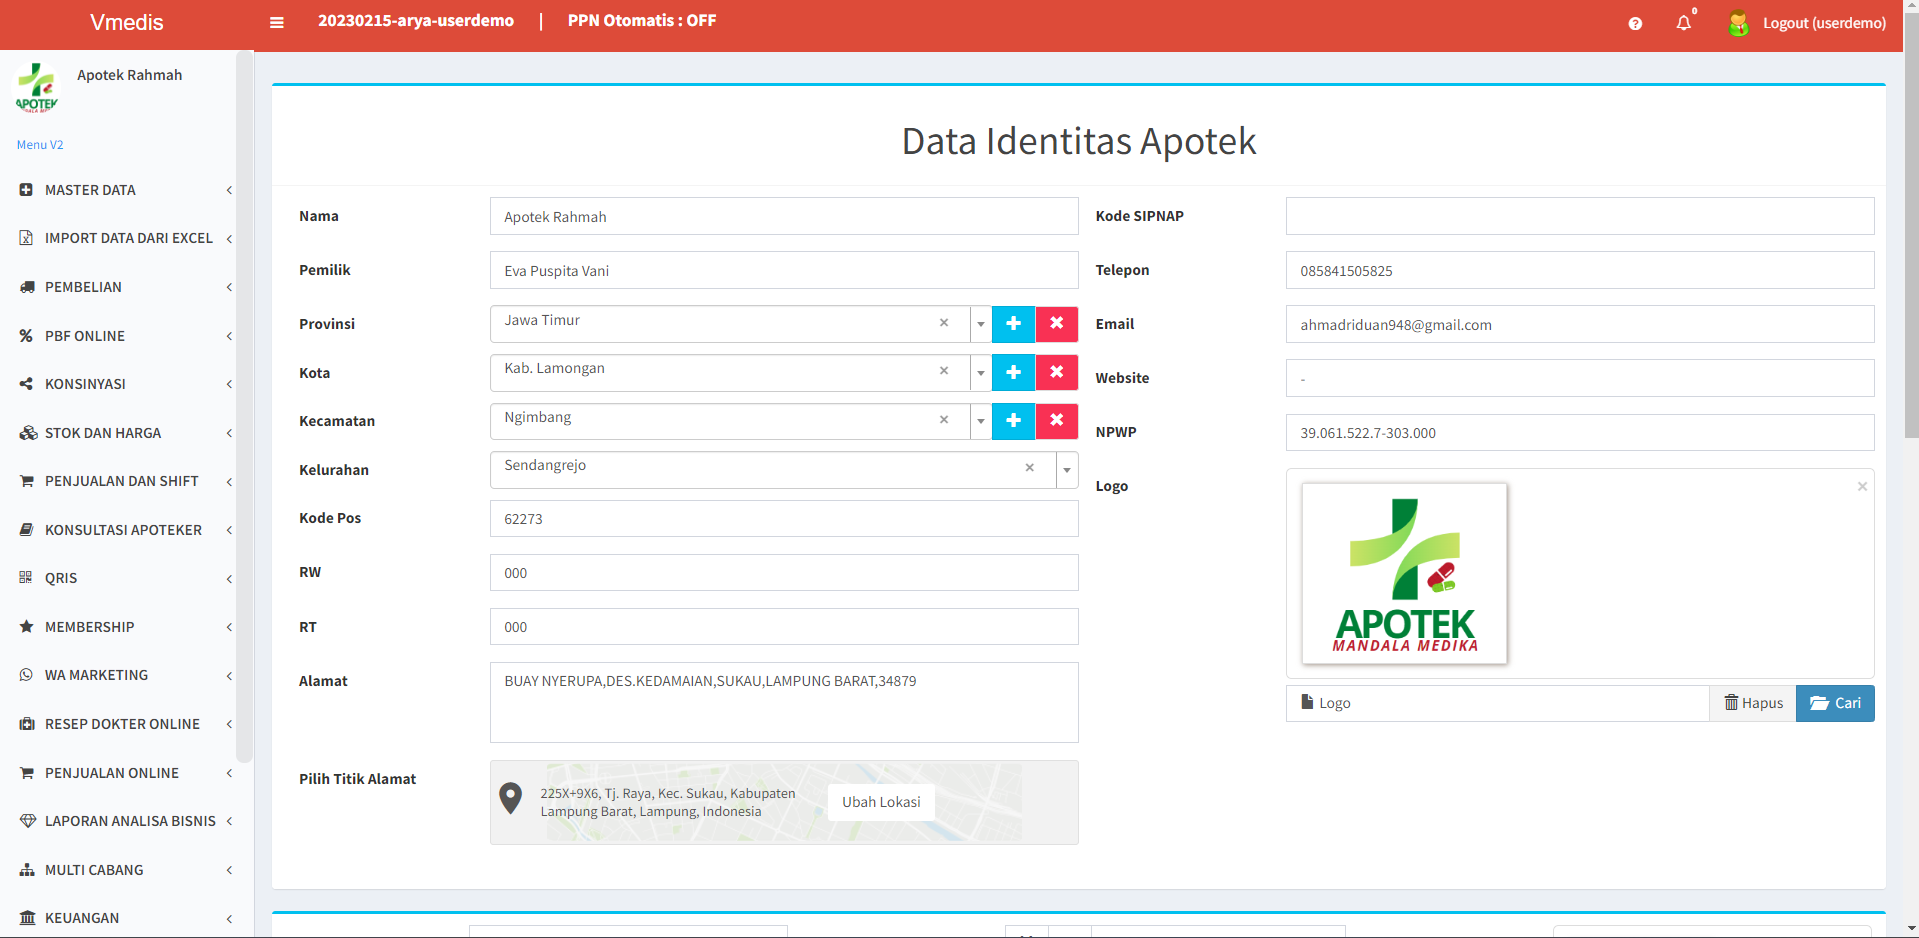 Vmedis
20230215-arya-userdemo | PPN Otomatis : OFF
0
Logout (userdemo)
Apotek Rahmah
APOTEK
Menu V2
MASTER DATA
IMPORT DATA DARI EXCEL
PEMBELIAN
PBF ONLINE
KONSINYASI
STOK DAN HARGA
PENJUALAN DAN SHIFT
KONSULTASI APOTEKER
QRIS
MEMBERSHIP
WA MARKETING
RESEP DOKTER ONLINE
PENJUALAN ONLINE
LAPORAN ANALISA BISNIS
MULTI CABANG
KEUANGAN
Data Identitas Apotek
Nama
Apotek Rahmah
Pemilik
Eva Puspita Vani
Provinsi
Jawa Timur
Kota
Kab. Lamongan
Kecamatan
Ngimbang
Kelurahan
Sendangrejo
Kode Pos
62273
RW
000
RT
000
Alamat
BUAY NYERUPA,DES.KEDAMAIAN,SUKAU,LAMPUNG BARAT,34879
Pilih Titik Alamat
225X+9X6, Tj. Raya, Kec. Sukau, Kabupaten
Lampung Barat, Lampung, Indonesia
Ubah Lokasi
Kode SIPNAP
Telepon
085841505825
Email
ahmadriduan948@gmail.com
Website
-
NPWP
39.061.522.7-303.000
Logo
APOTEK
MANDALA MEDIKA
Logo
Hapus
Cari